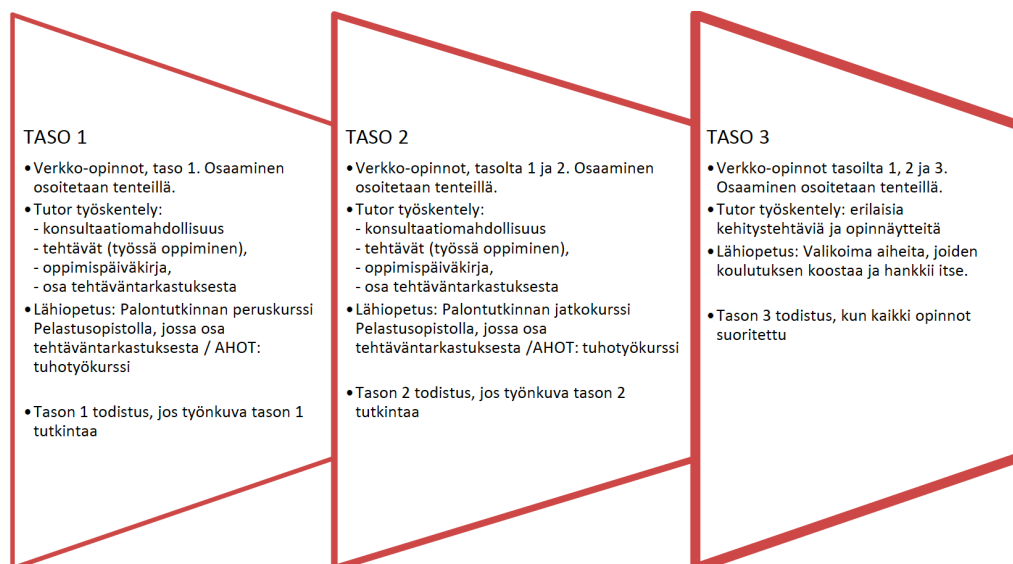 TASO 1
• Verkko-opinnot, taso 1. Osaaminen
osoitetaan tenteillä.
• Tutor työskentely:
- konsultaatiomahdollisuus
- tehtävät (työssä oppiminen),
- oppimispäiväkirja,
- osa tehtäväntarkastuksesta
• Lähiopetus: Palontutkinnan peruskurssi
Pelastusopistolla, jossa osa
tehtäväntarkastuksesta / AHOT:
tuhotyökurssi
• Tason 1 todistus, jos työnkuva tason 1
tutkintaa
TASO 2
• Verkko-opinnot, tasolta 1 ja 2. Osaaminen
osoitetaan tenteillä.
• Tutor työskentely:
- konsultaatiomahdollisuus
- tehtävät (työssä oppiminen),
- oppimispäiväkirja,
- osa tehtäväntarkastuksesta
• Lähiopetus: Palontutkinnan jatkokurssi
Pelastusopistolla, jossa osa
tehtäväntarkastuksesta /AHOT: tuhotyökurssi
• Tason 2 todistus, jos työnkuva tason 2
tutkintaa
TASO 3
• Verkko-opinnot tasoilta 1, 2 ja 3.
Osaaminen osoitetaan tenteillä.
• Tutor työskentely: erilaisia
kehitystehtäviä ja opinnäytteitä
• Lähiopetus: Valikoima aiheita, joiden
koulutuksen koostaa ja hankkii itse.
• Tason 3 todistus, kun kaikki opinnot
suoritettu